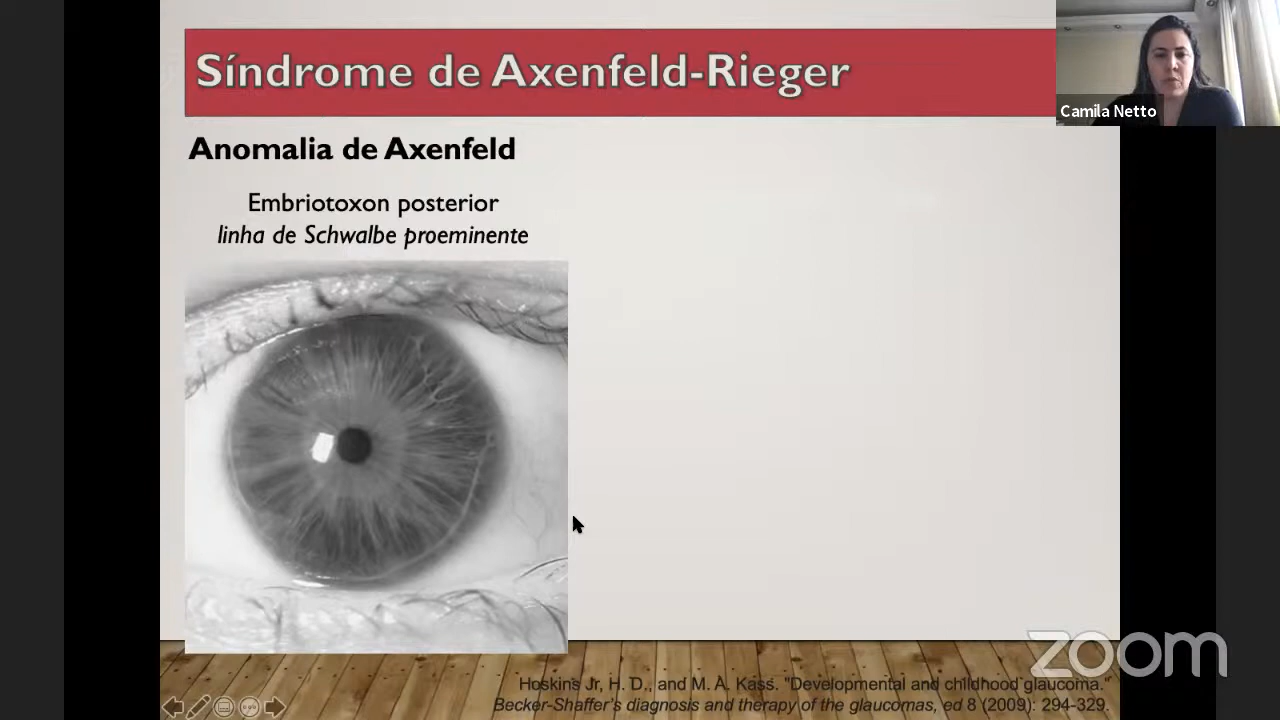 Síndrome de Axenfeld-Rieger
Camila Netto
Anomalia de Axenfeld
Embriotoxon posterior
linha de Schwalbe proeminente
zoom
Hoskins Jr, H. D., and M. A. Kass. "Developmental and childhood glaucoma."
Becker-Shaffer's diagnosis and therapy of the glaucomas, ed 8 (2009): 294-329.